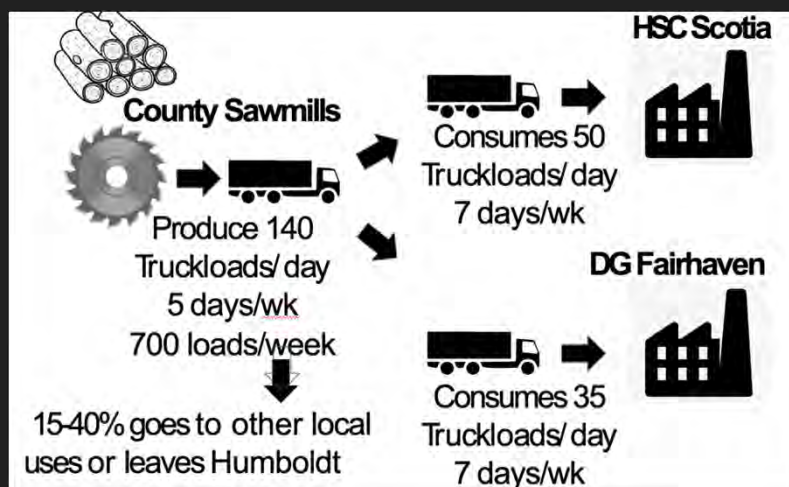 County Sawmills
Produce 140
Truckloads/ day
5 days/wk
700 loads/week
15-40% goes to other local
uses or leaves Humboldt
HSC Scotia
Consumes 50
Truckloads/ day
7 days/wk
DG Fairhaven
Consumes 35
Truckloads/ day
7 days/wk